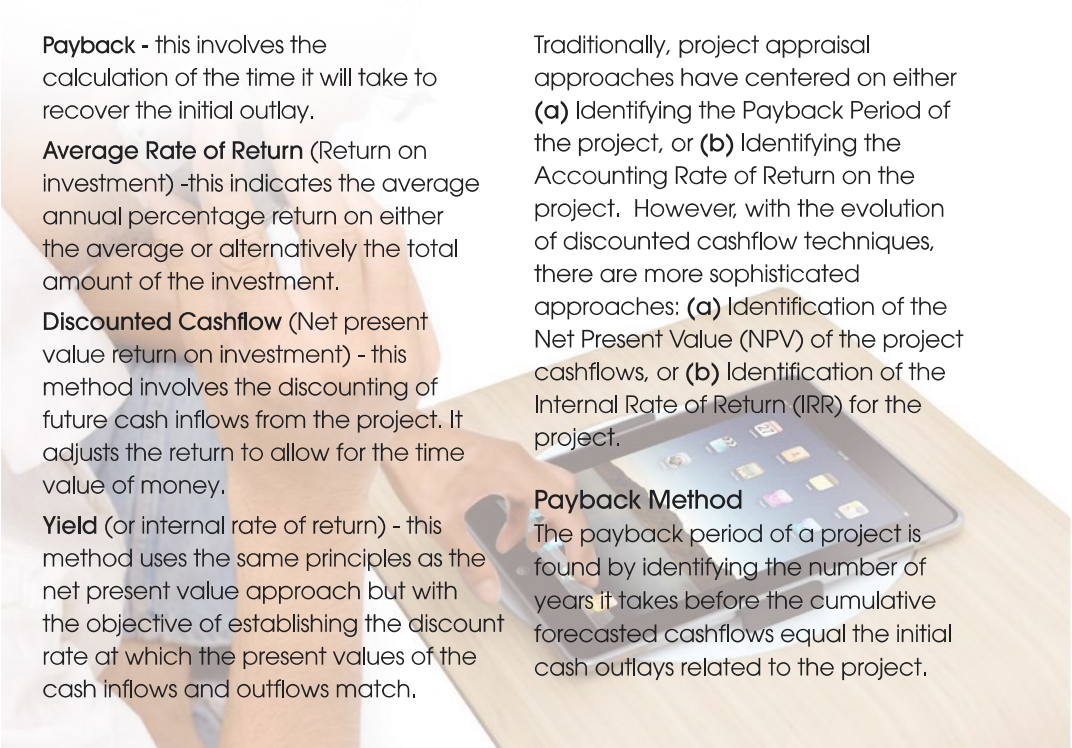 Payback - this involves the
calculation of the time it will take to
recover the initial outlay.
Average Rate of Return (Return on
investment) -this indicates the average
annual percentage return on either
the average or alternatively the total
amount of the investment.
Discounted Cashflow (Net present
value return on investment) - this
method involves the discounting of
future cash inflows from the project. It
adjusts the return to allow for the time
value of money.
Yield (or internal rate of return) - this
method uses the same principles as the
net present value approach but with
the objective of establishing the discount
rate at which the present values of the
cash inflows and outflows match.
Traditionally, project appraisal
approaches have centered on either
(a) Identifying the Payback Period of
the project, or (b) Identifying the
Accounting Rate of Return on the
project.  However, with the evolution
of discounted cashflow techniques,
there are more sophisticated
approaches: (a) Identification of the
Net Present Value (NPV) of the project
cashflows, or (b) Identification of the
Internal Rate of Return (IRR) for the
project.
Payback Method
The payback period of a project is
found by identifying the number of
years it takes before the cumulative
forecasted cashflows equal the initial
cash outlays related to the project.